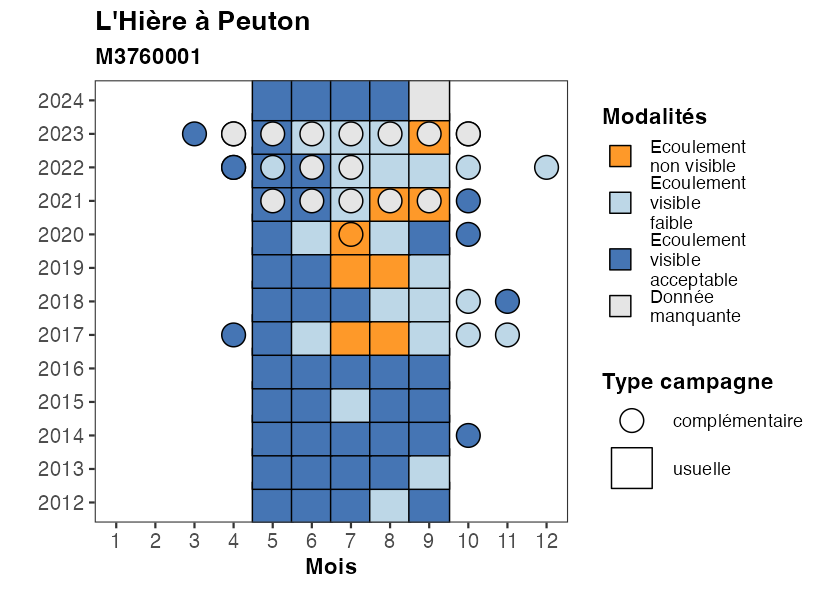 L'Hière à Peuton
M3760001
2024
2023
2022
2021
2020
2019
2018
2017
2016
2015
2014
2013
2012
1 2 3 4 5 6 7 8 9 10 11 12
Mois
Modalités
Ecoulement
non visible
Ecoulement
visible
faible
Ecoulement
visible
acceptable
Donnée
manquante
Type campagne
complémentaire
usuelle